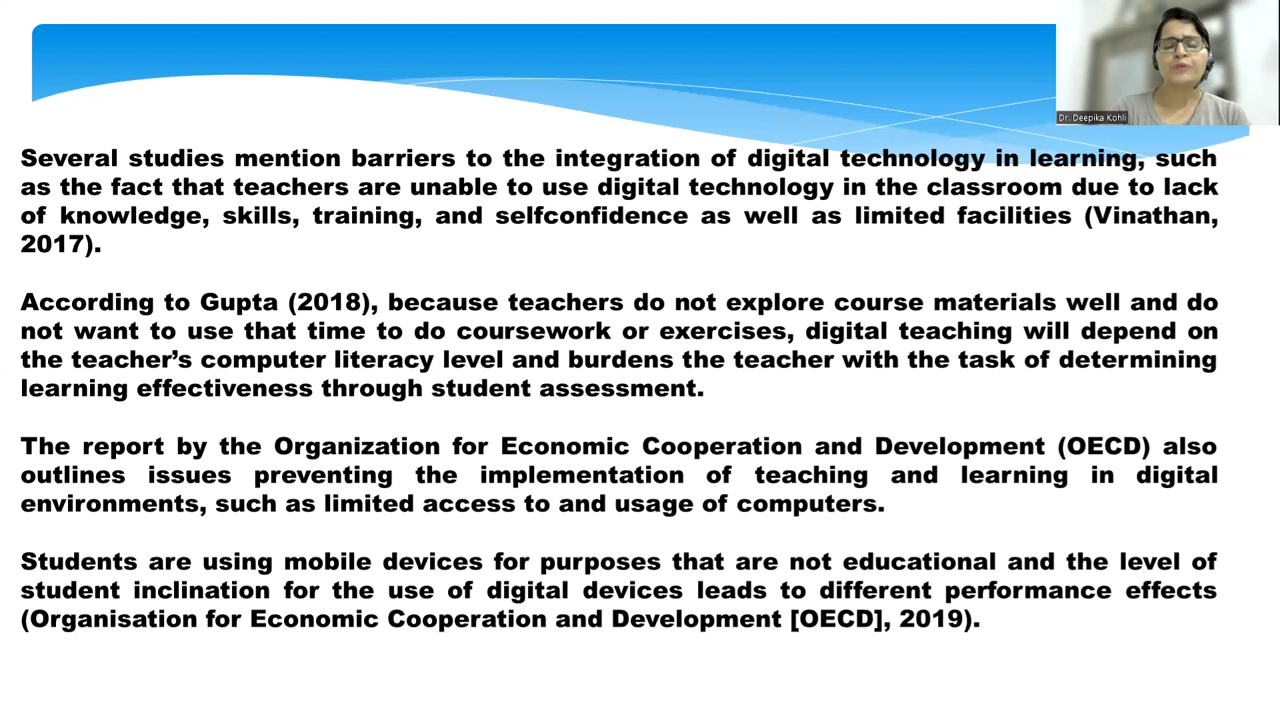 Dr. Deepika Kohli
Several studies mention barriers to the integration of digital technology in learning, such
as the fact that teachers are unable to use digital technology in the classroom due to lack
of knowledge, skills, training, and selfconfidence as well as limited facilities (Vinathan,
2017).
According to Gupta (2018), because teachers do not explore course materials well and do
not want to use that time to do coursework or exercises, digital teaching will depend on
the teacher’s computer literacy level and burdens the teacher with the task of determining
learning effectiveness through student assessment.
The report by the Organization for Economic Cooperation and Development (OECD) also
outlines issues preventing the implementation of teaching and learning in digital
environments, such as limited access to and usage of computers.
Students are using mobile devices for purposes that are not educational and the level of
student inclination for the use of digital devices leads to different performance effects
(Organisation for Economic Cooperation and Development [OECD], 2019).